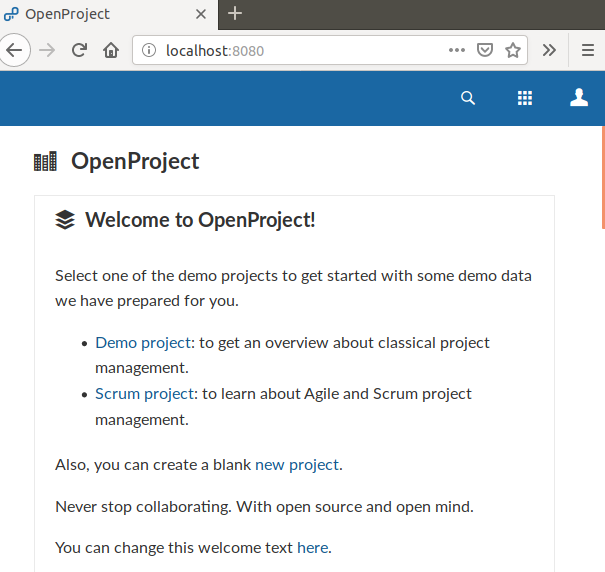 OpenProject
localhost:8080
OpenProject
Welcome to OpenProject!
Select one of the demo projects to get started with some demo data
we have prepared for you.
Demo project: to get an overview about classical project
management.
Scrum project: to learn about Agile and Scrum project
management.
Also, you can create a blank new project.
Never stop collaborating. With open source and open mind.
You can change this welcome text here.